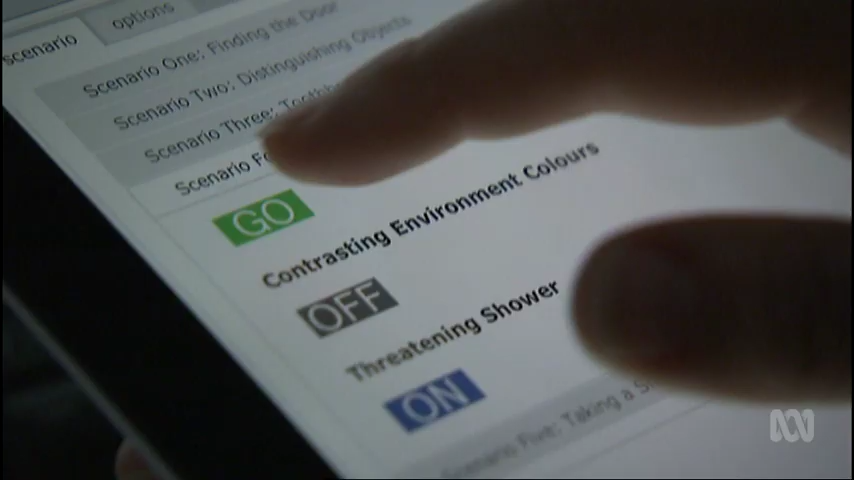 scenario options
Scenario One: Finding the Door
Scenario Two: Distinguishing Objects
Scenario Three:
Scenario
GO
Contrasting Environment Colours
OFF
Threatening Shower
ON
Scenario Five: Taking a